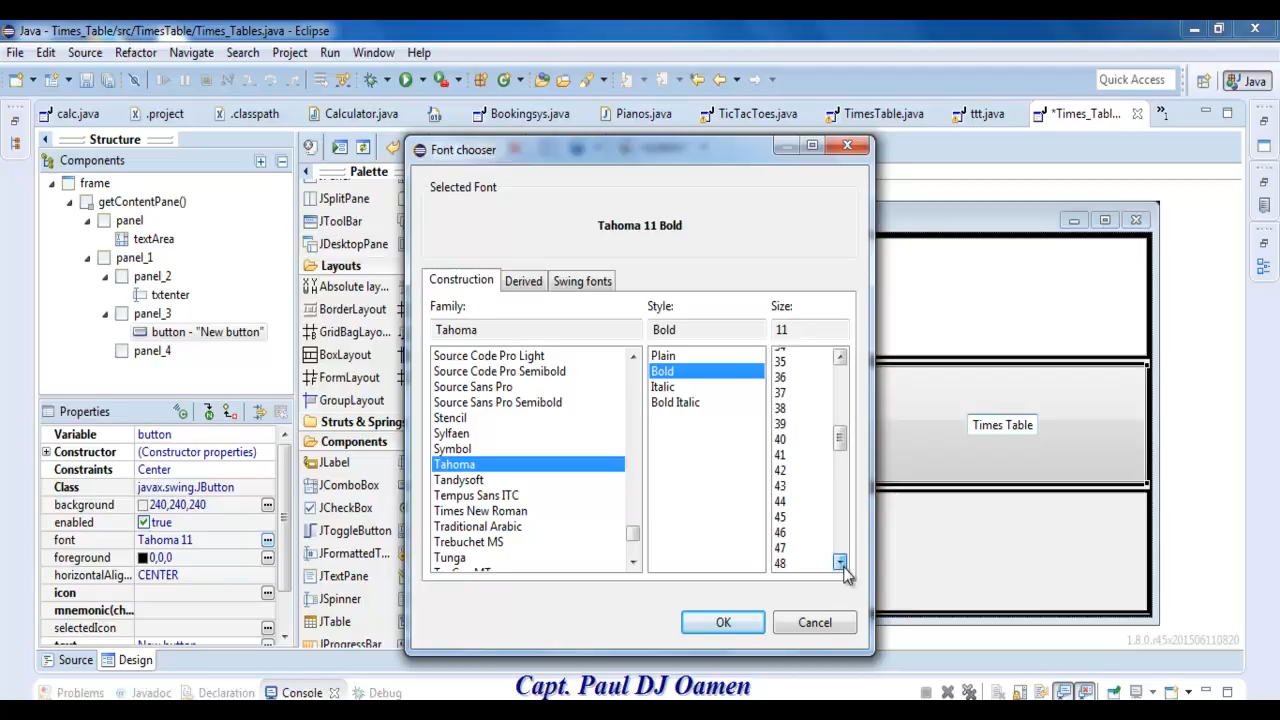 Java - Times_Table/src/TimesTable/Times_Tables.java - Eclipse
File Edit Source Refactor Navigate Search Project Run Window Help
Quick Access
Java
calc.java
.project
.classpath
Calculator.java
Bookingsys.java
Pianos.java
TicTacToes.java
TimesTable.java
ttt.java
*Times_Tabl...
»1
Structure
Components
frame
getContentPane()
panel
textArea
panel_1
panel_2
txtenter
panel_3
button - "New button"
panel_4
Properties
Variable button
Constructor (Constructor properties)
Constraints Center
Class javax.swing.JButton
background 240,240,240
enabled true
font Tahoma 11
foreground 0,0,0
horizontalAlig... CENTER
icon
mnemonic(ch...
selectedIcon
Source Design
Palette
JSplitPane
JToolBar
JDesktopPane
Layouts
Absolute lay...
BorderLayout
GridBagLayo...
BoxLayout
FormLayout
GroupLayout
Struts & Springs
Components
JLabel
JComboBox
JCheckBox
JToggleButton
JFormattedT...
JTextPane
JSpinner
JTable
JProgressBar
Font chooser
Selected Font
Tahoma 11 Bold
Construction Derived Swing fonts
Family: Style: Size:
Tahoma Bold 11
Source Code Pro Light
Source Code Pro Semibold
Source Sans Pro
Source Sans Pro Semibold
Stencil
Sylfaen
Symbol
Tahoma
Tandysoft
Tempus Sans ITC
Times New Roman
Traditional Arabic
Trebuchet MS
Tunga
Plain
Bold
Italic
Bold Italic
35
36
37
38
39
40
41
42
43
44
45
46
47
48
OK Cancel
Times Table
1.8.0.r45x201506110820
Problems Javadoc Declaration Console Debug
Capt. Paul DJ Oamen